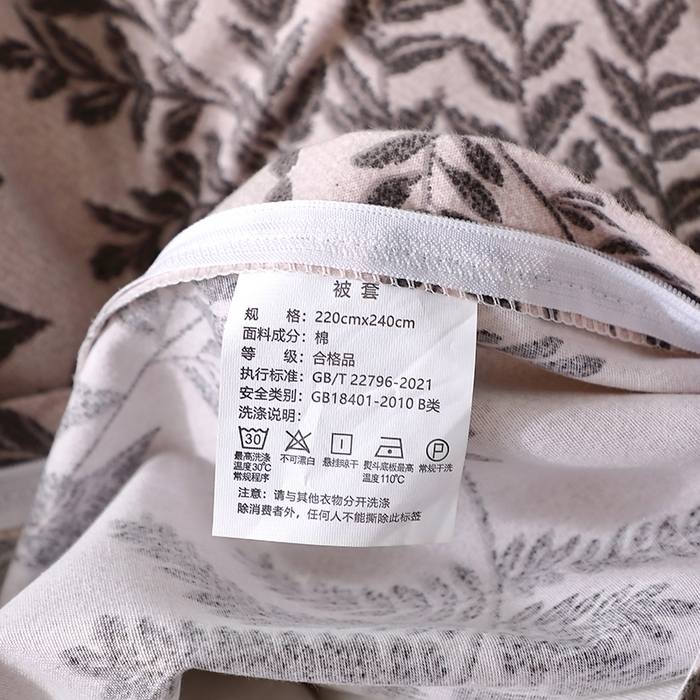 被套
规 格：220cmx240cm
面料成分：棉
等 级：合格品
执行标准：GB/T 22796-2021
安全类别：GB18401-2010 B类
洗涤说明：
30 P
最高洗涤温度30℃常规程序 不可漂白 悬挂晾干 熨斗底板最高温度110℃ 常规干洗
注意：请与其他衣物分开洗涤
除消费者外，任何人不能撕除此标签